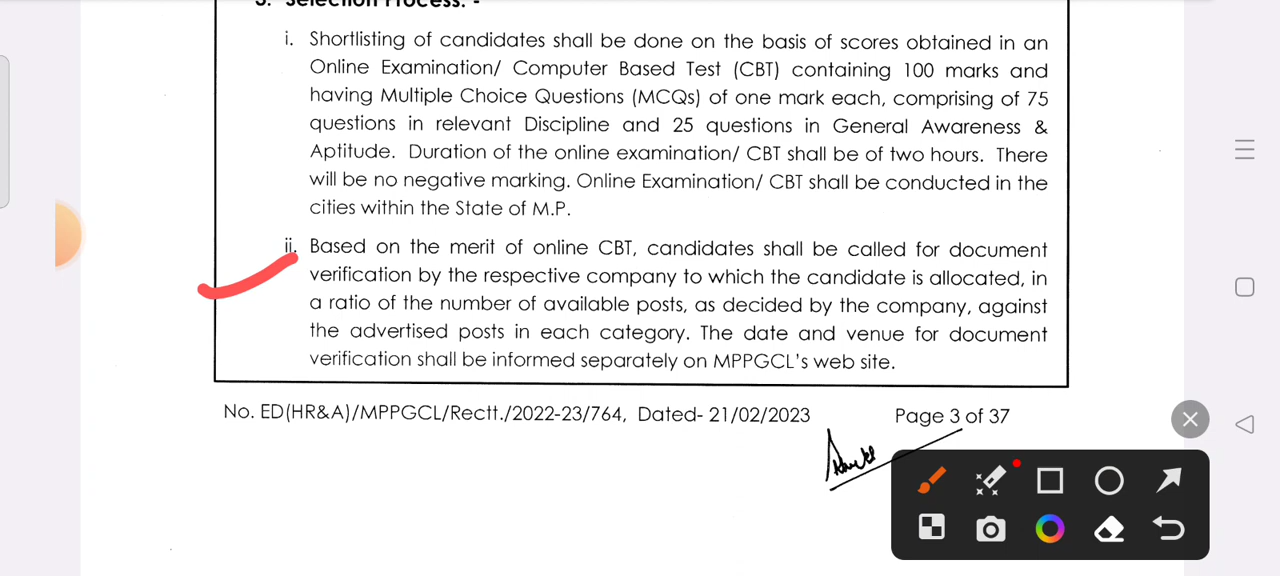 3. Selection Process: -
i. Shortlisting of candidates shall be done on the basis of scores obtained in an
Online Examination/ Computer Based Test (CBT) containing 100 marks and
having Multiple Choice Questions (MCQs) of one mark each, comprising of 75
questions in relevant Discipline and 25 questions in General Awareness &
Aptitude. Duration of the online examination/ CBT shall be of two hours. There
will be no negative marking. Online Examination/ CBT shall be conducted in the
cities within the State of M.P.
ii. Based on the merit of online CBT, candidates shall be called for document
verification by the respective company to which the candidate is allocated, in
a ratio of the number of available posts, as decided by the company, against
the advertised posts in each category. The date and venue for document
verification shall be informed separately on MPPGCL's web site.
No. ED(HR&A)/MPPGCL/Rectt./2022-23/764, Dated- 21/02/2023 Page 3 of 37